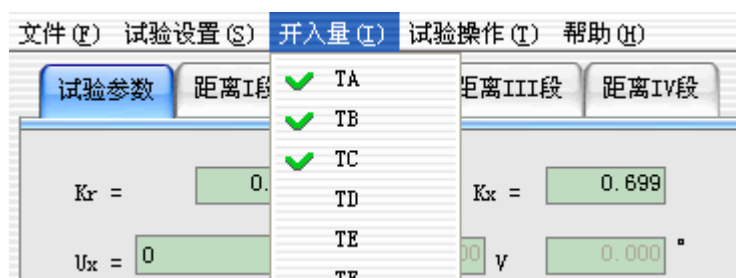 文件(F) 试验设置(S) 开入量(I) 试验操作(T) 帮助(H)
试验参数 距离I段 TA 距离III段 距离IV段
TB
TC
Kr = 0. Kx = 0.699
TD
TE
Ux = 0 00 V 0.000 °
TF